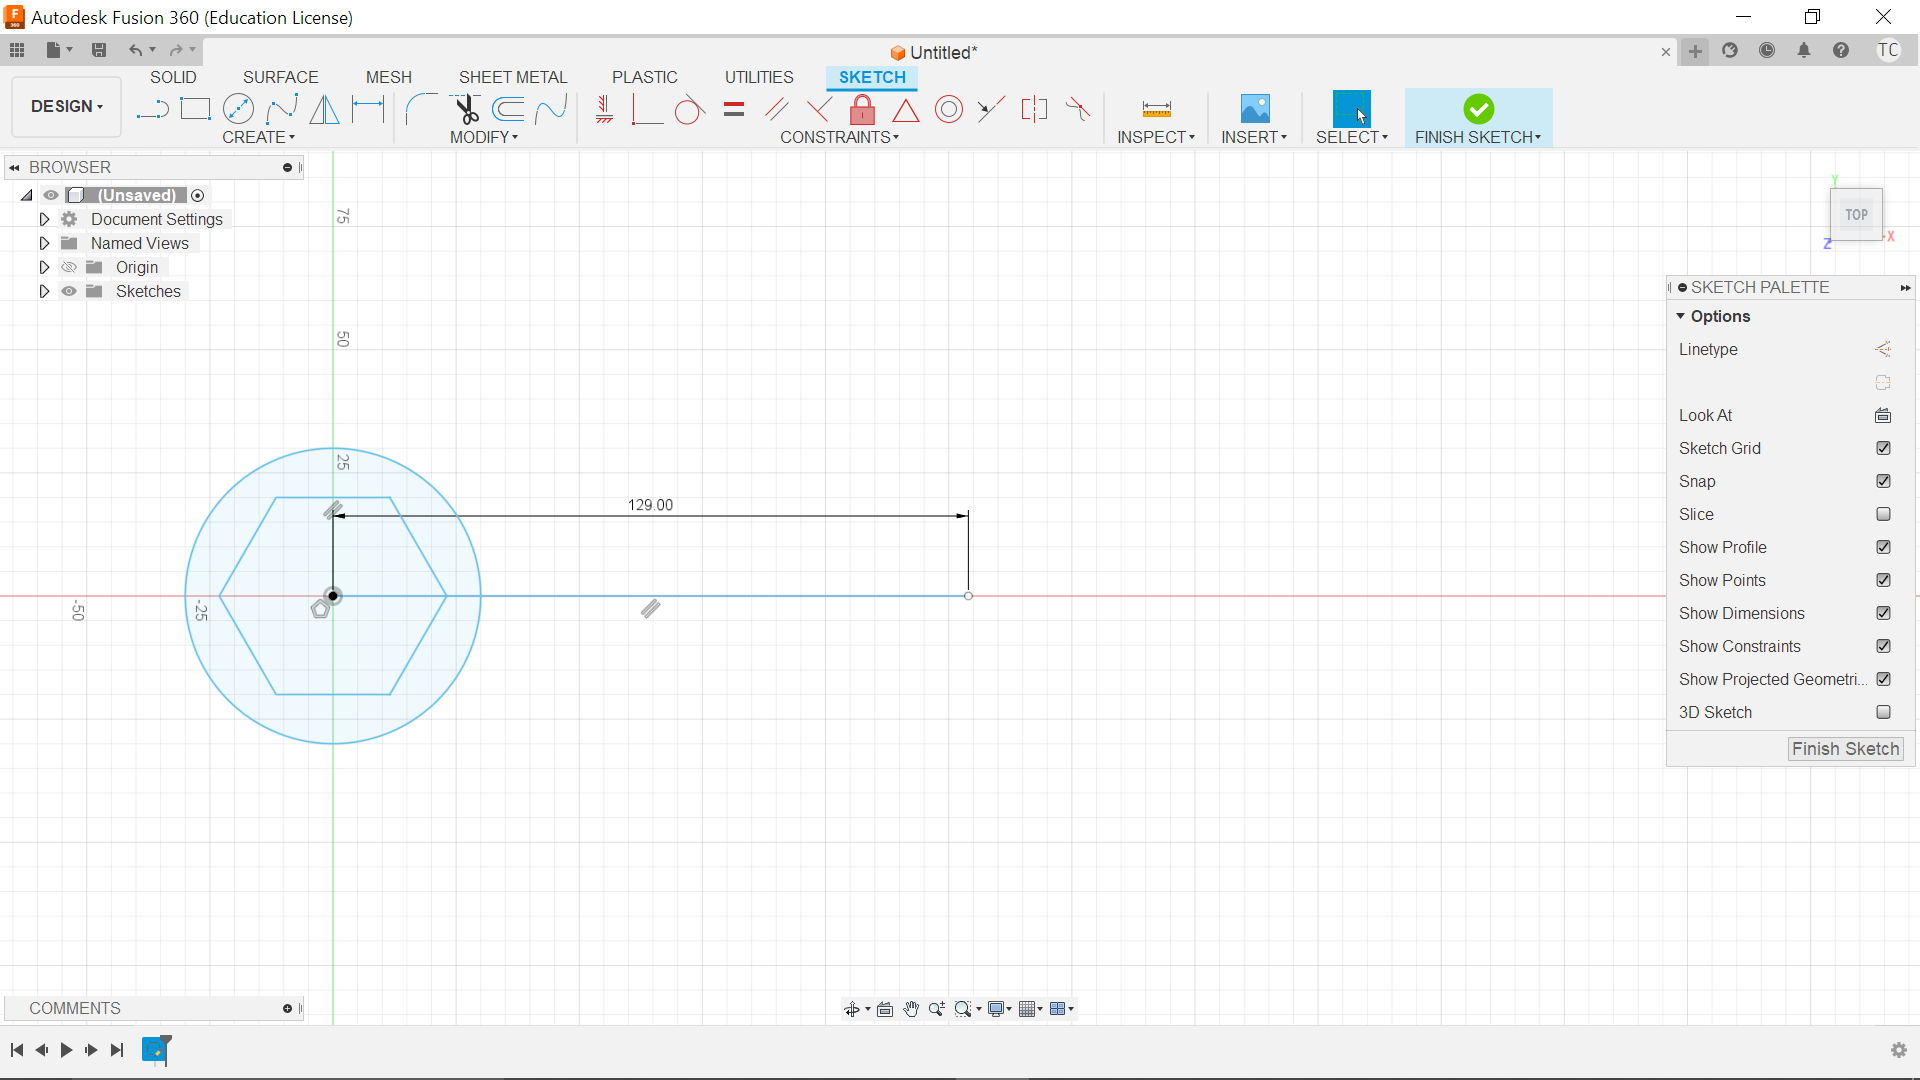 Autodesk Fusion 360 (Education License)
Untitled*
TC
SOLID SURFACE MESH SHEET METAL PLASTIC UTILITIES SKETCH
DESIGN
CREATE MODIFY CONSTRAINTS INSPECT INSERT SELECT FINISH SKETCH
BROWSER
(Unsaved)
Document Settings
Named Views
Origin
Sketches
75
50
25
-25
-50
129.00
Y
TOP
X
Z
SKETCH PALETTE
Options
Linetype
Look At
Sketch Grid
Snap
Slice
Show Profile
Show Points
Show Dimensions
Show Constraints
Show Projected Geometri...
3D Sketch
Finish Sketch
COMMENTS